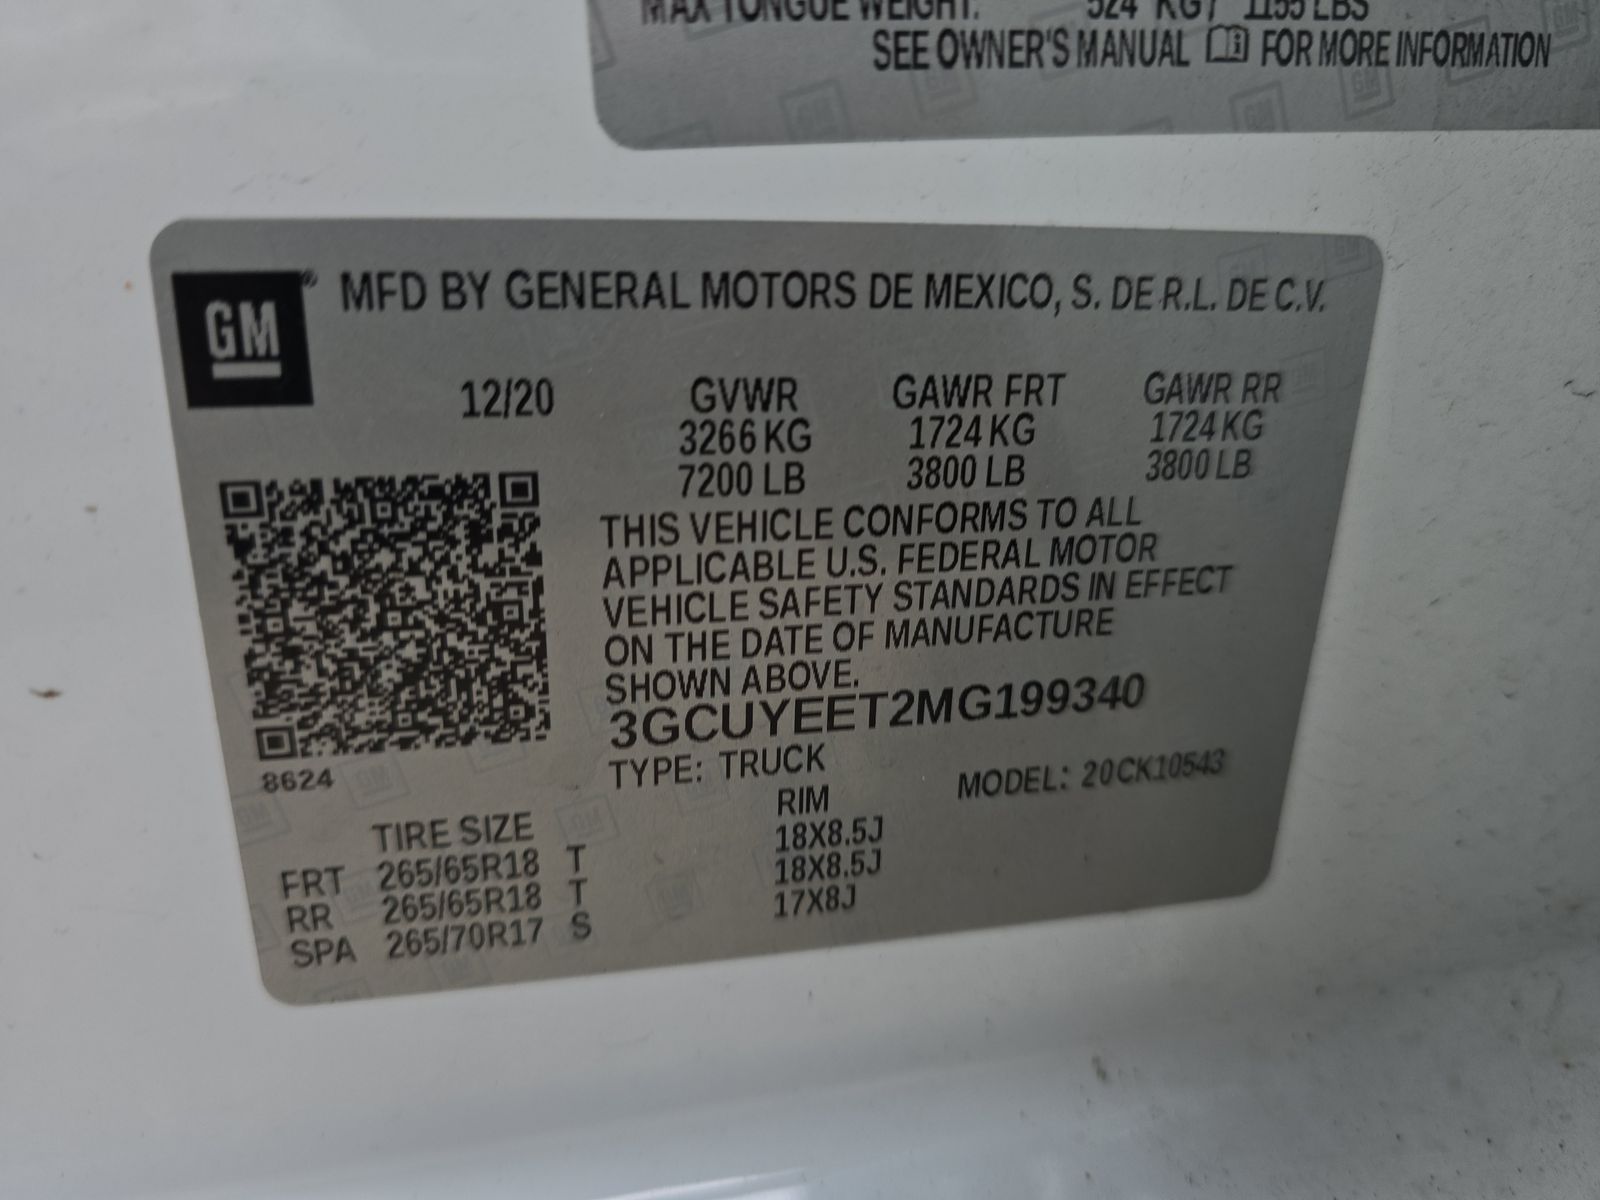 MAX TONGUE WEIGHT: 524 KG / 1155 LBS
SEE OWNER'S MANUAL FOR MORE INFORMATION
GM
MFD BY GENERAL MOTORS DE MEXICO, S. DE R.L. DE C.V.
12/20 GVWR GAWR FRT GAWR RR
3266 KG 1724 KG 1724 KG
7200 LB 3800 LB 3800 LB
THIS VEHICLE CONFORMS TO ALL
APPLICABLE U.S. FEDERAL MOTOR
VEHICLE SAFETY STANDARDS IN EFFECT
ON THE DATE OF MANUFACTURE
SHOWN ABOVE.
3GCUYEET2MG199340
8624
TYPE: TRUCK MODEL: 20CK10543
TIRE SIZE RIM
FRT 265/65R18 T 18X8.5J
RR 265/65R18 T 18X8.5J
SPA 265/70R17 S 17X8J